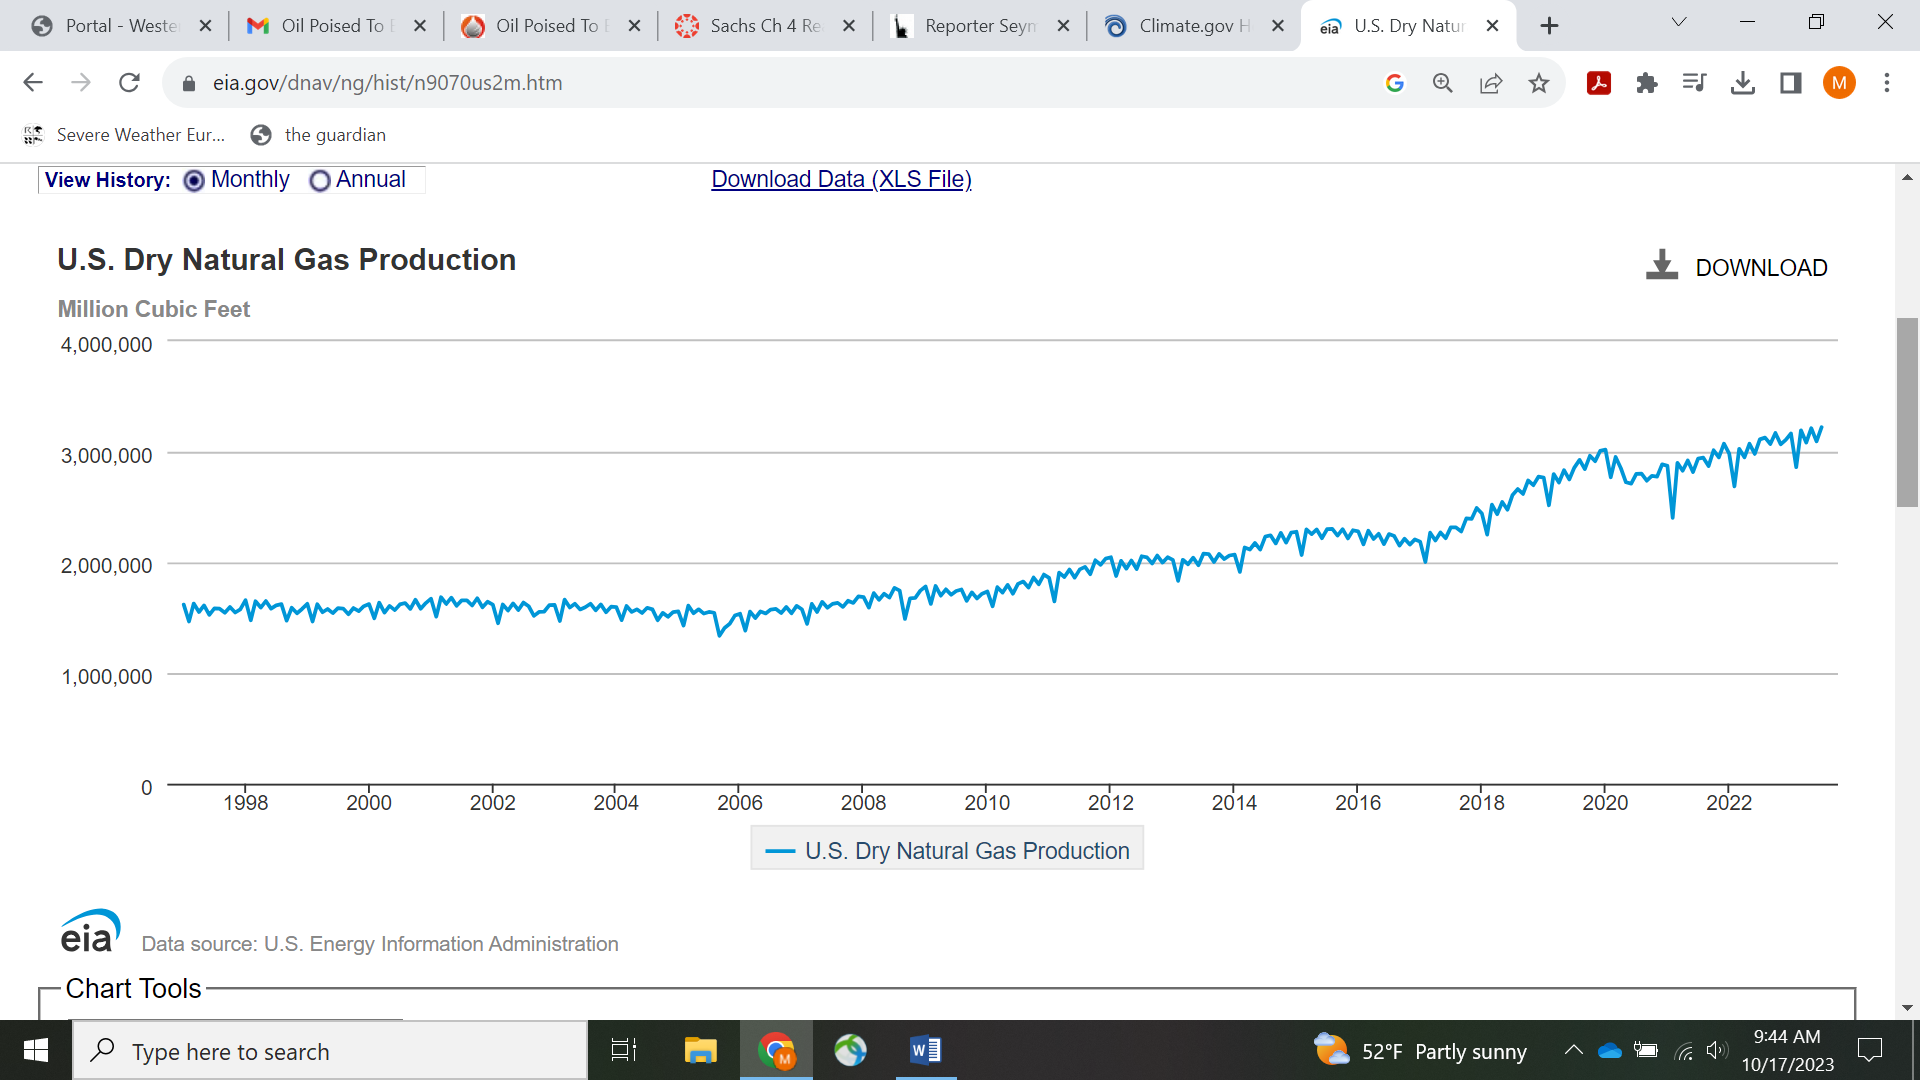 Portal - Weste
Oil Poised To
Oil Poised To
Sachs Ch 4 Re
Reporter Seym
Climate.gov H
eia
U.S. Dry Natur
eia.gov/dnav/ng/hist/n9070us2m.htm
M
Severe Weather Eur...
the guardian
View History:
Monthly
Annual
Download Data (XLS File)
U.S. Dry Natural Gas Production
DOWNLOAD
Million Cubic Feet
4,000,000
3,000,000
2,000,000
1,000,000
0
1998 2000 2002 2004 2006 2008 2010 2012 2014 2016 2018 2020 2022
U.S. Dry Natural Gas Production
eia
Data source: U.S. Energy Information Administration
Chart Tools
Type here to search
M
W
52°F Partly sunny
9:44 AM
10/17/2023